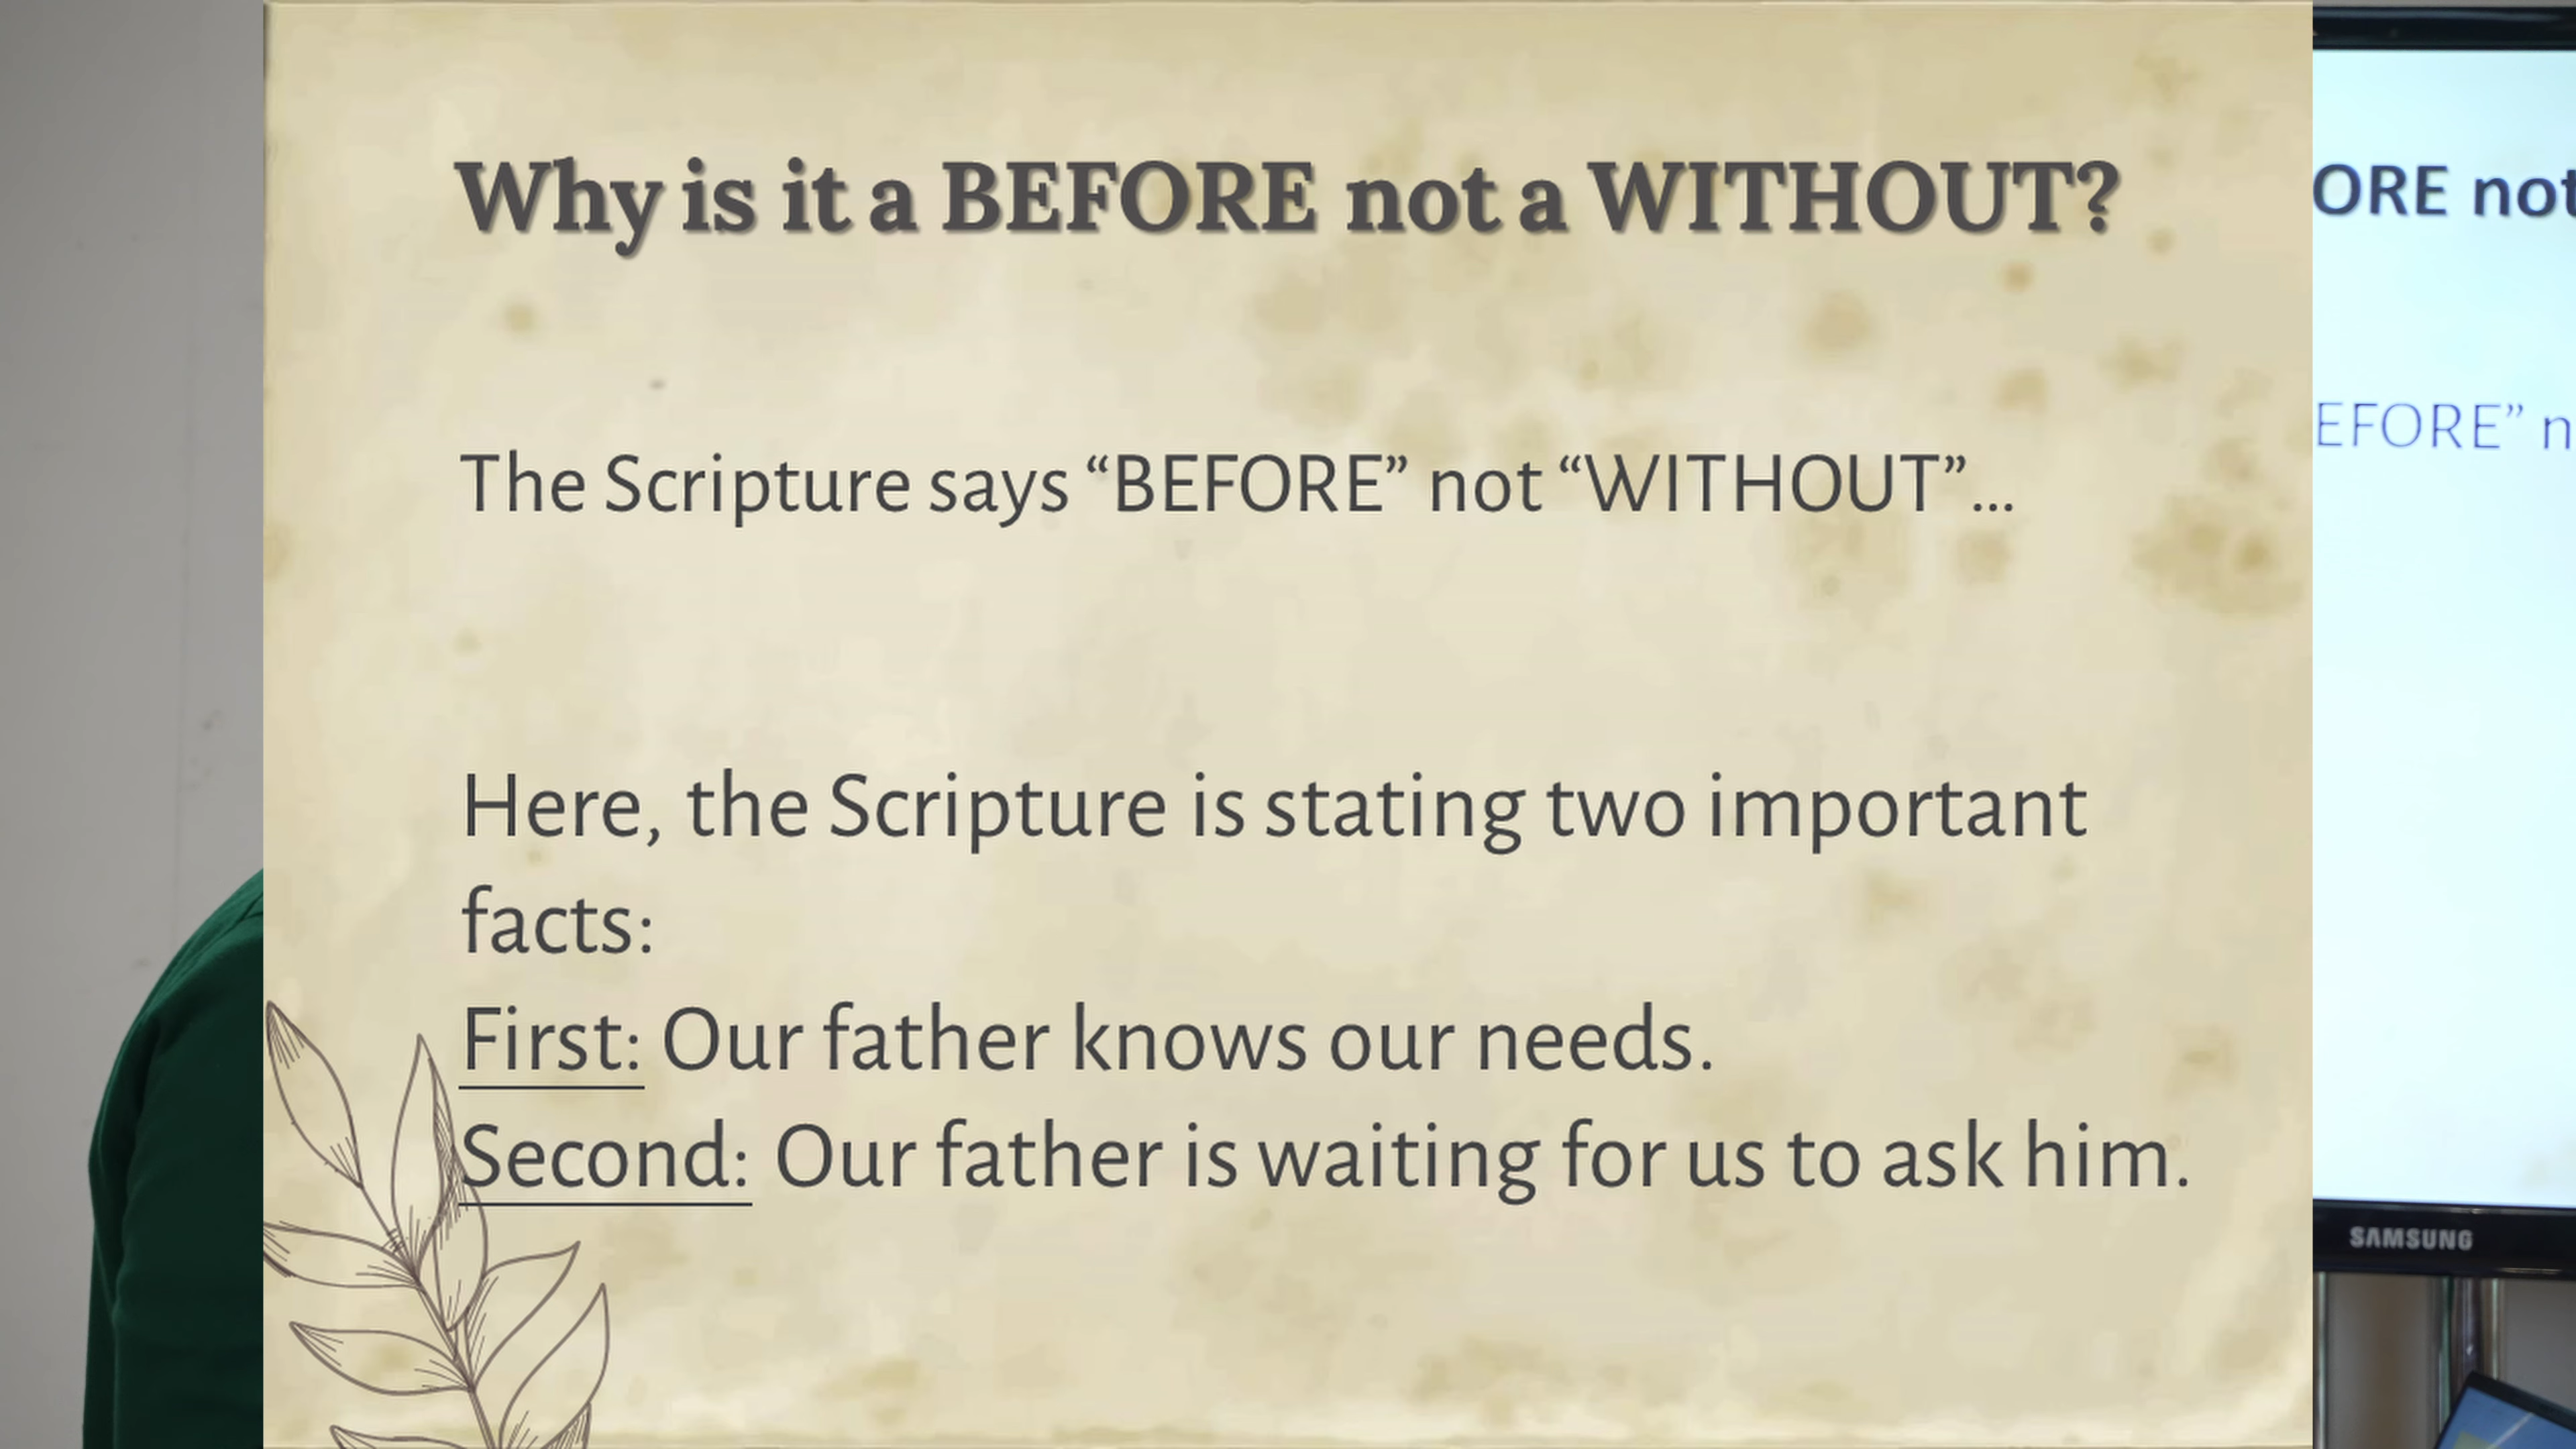 Why is it a BEFORE not a WITHOUT?
The Scripture says “BEFORE” not “WITHOUT”...
Here, the Scripture is stating two important
facts:
First: Our father knows our needs.
Second: Our father is waiting for us to ask him.
ORE not
EFORE” n
SAMSUNG